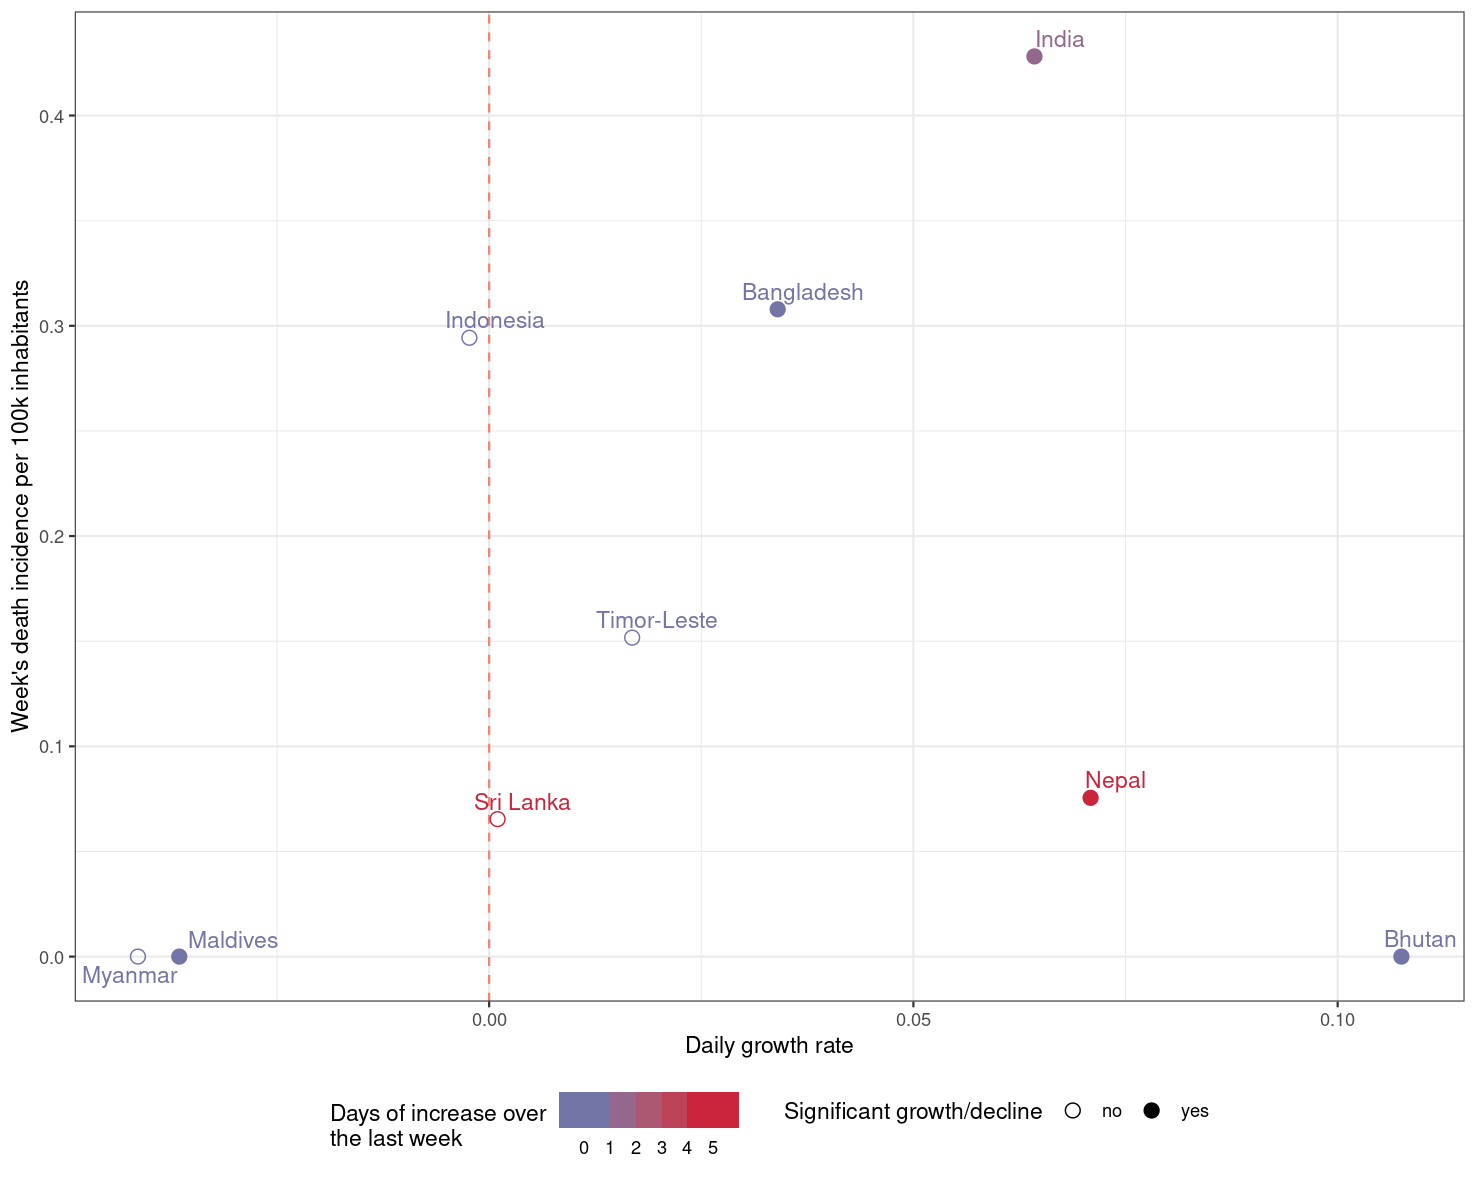 India
0.4
Bangladesh
Indonesia
0.3
Week's death incidence per 100k inhabitants
0.2
Timor-Leste
0.1
Nepal
Sri Lanka
Maldives
Bhutan
0.0
Myanmar
0.00
0.05
0.10
Daily growth rate
Days of increase over
the last week
0 1 2 3 4 5
Significant growth/decline
no
yes